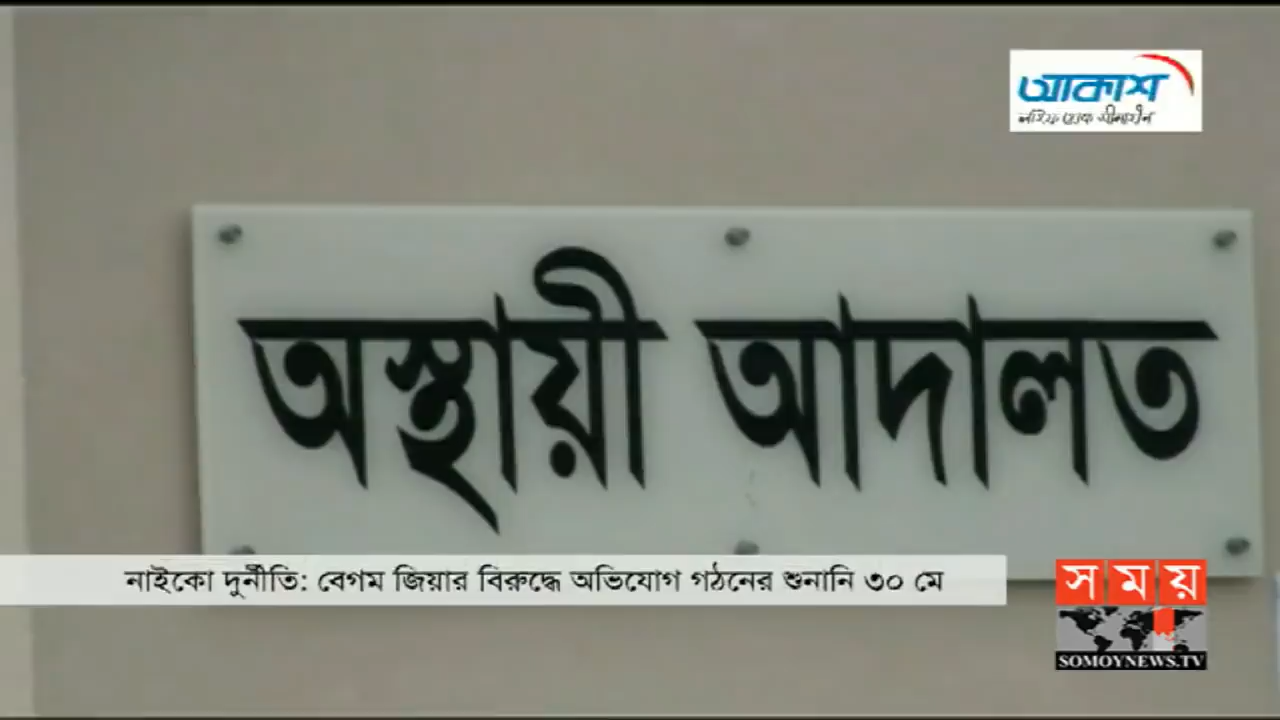 আকাশ
অস্থায়ী আদালত
নাইকো দুর্নীতি: বেগম জিয়ার বিরুদ্ধে অভিযোগ গঠনের শুনানি ৩০ মে
সময়
SOMOYNEWS.TV